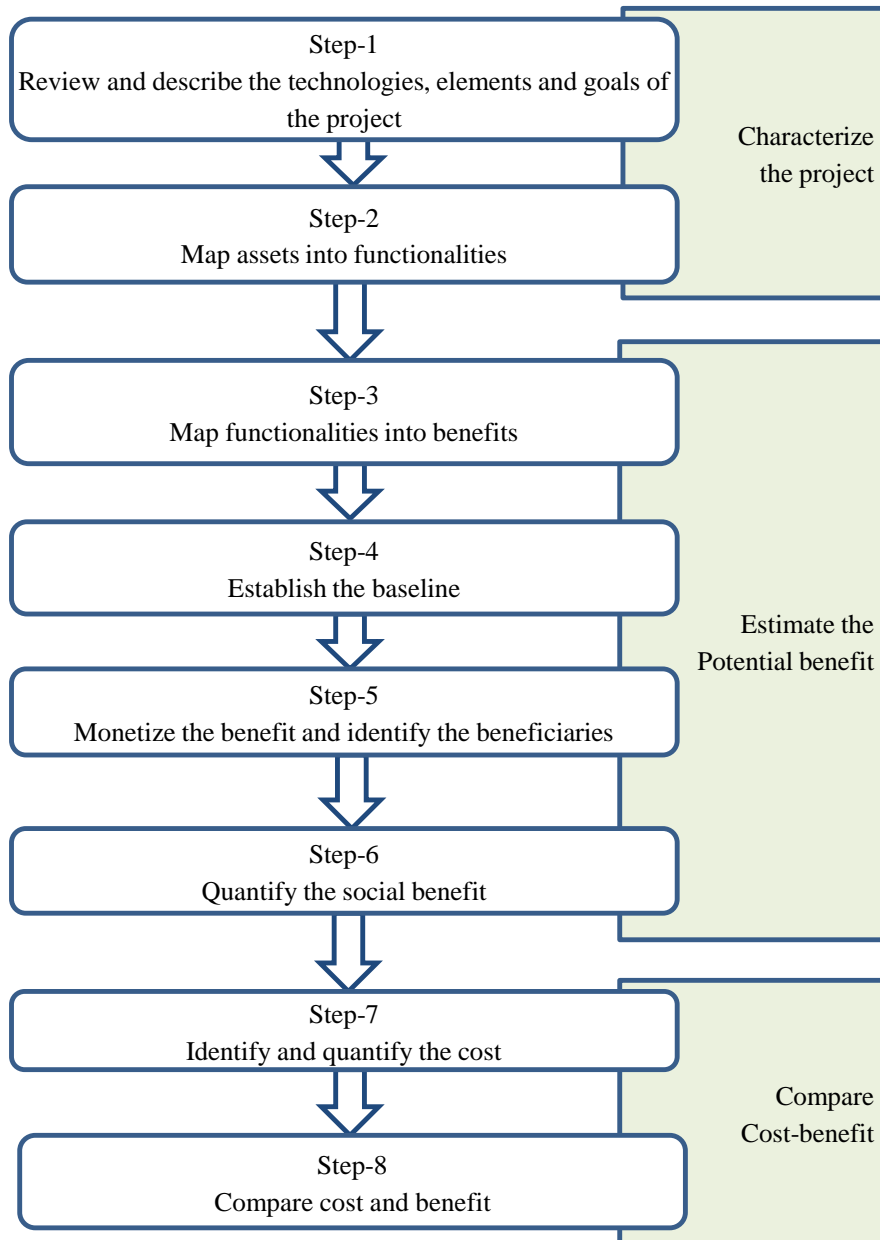 Step-1
Review and describe the technologies, elements and goals of
the project
Characterize
the project
Step-2
Map assets into functionalities
Step-3
Map functionalities into benefits
Step-4
Establish the baseline
Estimate the
Potential benefit
Step-5
Monetize the benefit and identify the beneficiaries
Step-6
Quantify the social benefit
Step-7
Identify and quantify the cost
Compare
Cost-benefit
Step-8
Compare cost and benefit